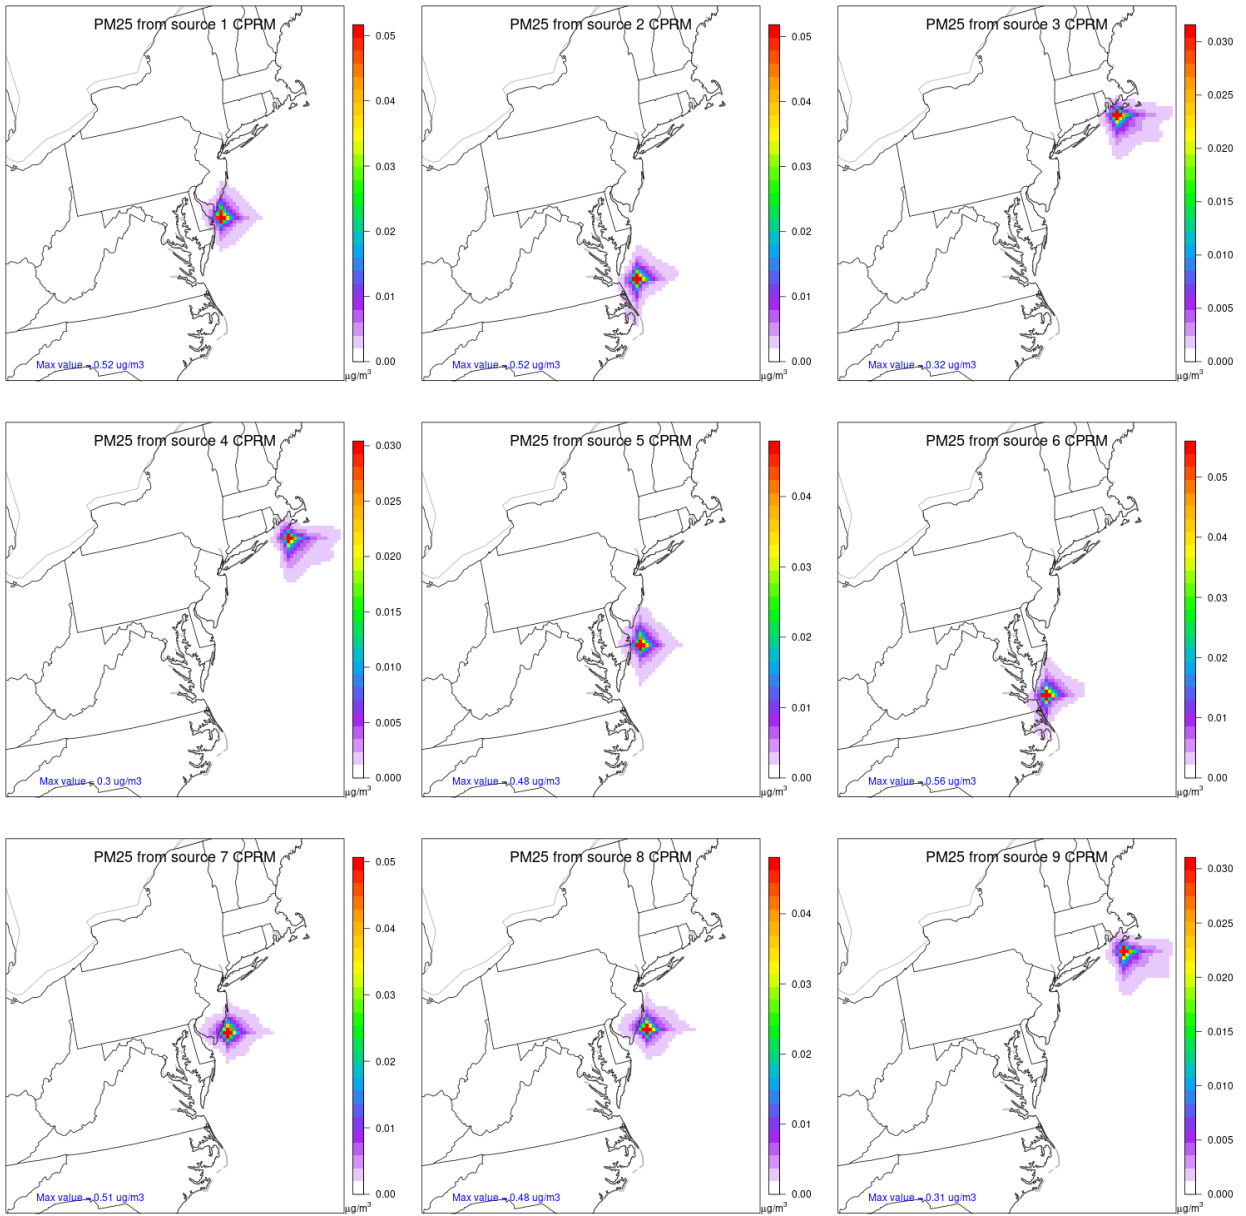 PM25 from source 1 CPRM
0.05
0.04
0.03
0.02
0.01
0.00
Max value = 0.52 ug/m3
µg/m3
PM25 from source 2 CPRM
0.05
0.04
0.03
0.02
0.01
0.00
Max value = 0.52 ug/m3
µg/m3
PM25 from source 3 CPRM
0.030
0.025
0.020
0.015
0.010
0.005
0.000
Max value = 0.32 ug/m3
µg/m3
PM25 from source 4 CPRM
0.030
0.025
0.020
0.015
0.010
0.005
0.000
Max value = 0.3 ug/m3
µg/m3
PM25 from source 5 CPRM
0.04
0.03
0.02
0.01
0.00
Max value = 0.48 ug/m3
µg/m3
PM25 from source 6 CPRM
0.05
0.04
0.03
0.02
0.01
0.00
Max value = 0.56 ug/m3
µg/m3
PM25 from source 7 CPRM
0.05
0.04
0.03
0.02
0.01
0.00
Max value = 0.51 ug/m3
µg/m3
PM25 from source 8 CPRM
0.04
0.03
0.02
0.01
0.00
Max value = 0.48 ug/m3
µg/m3
PM25 from source 9 CPRM
0.030
0.025
0.020
0.015
0.010
0.005
0.000
Max value = 0.31 ug/m3
µg/m3